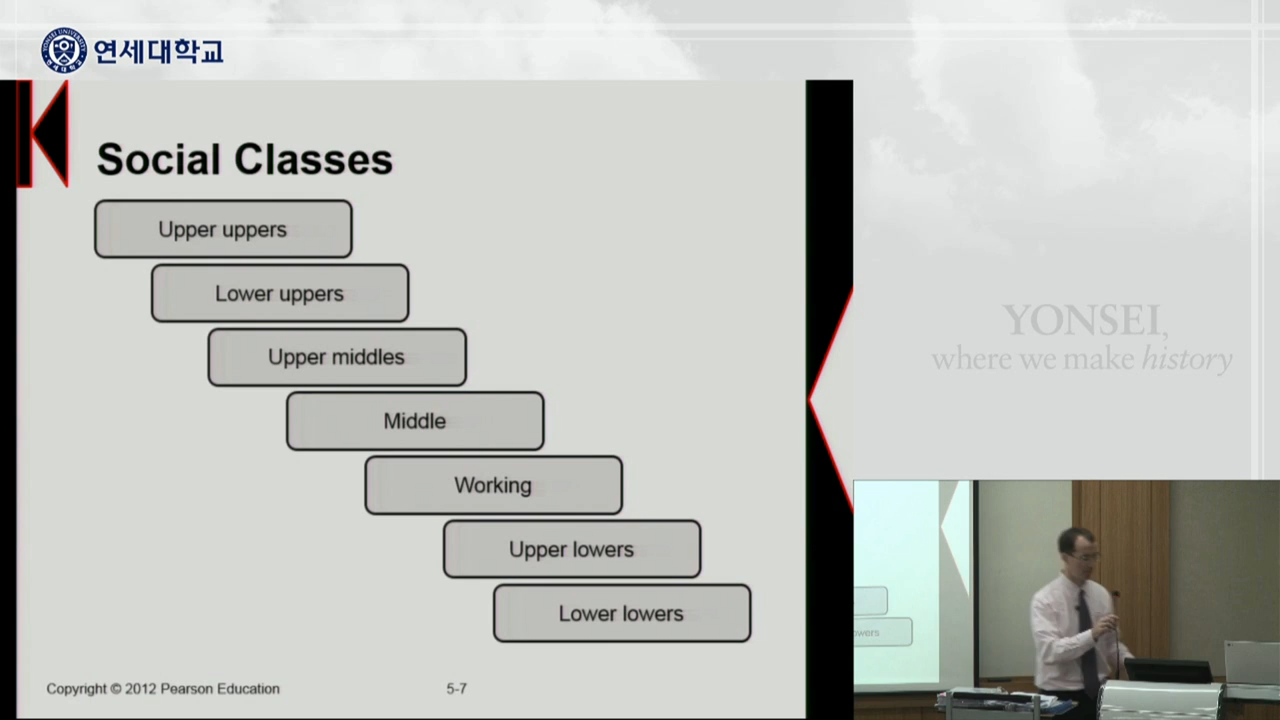 연세대학교
Social Classes
Upper uppers
Lower uppers
Upper middles
Middle
Working
Upper lowers
Lower lowers
Copyright © 2012 Pearson Education
5-7
YONSEI,
where we make history